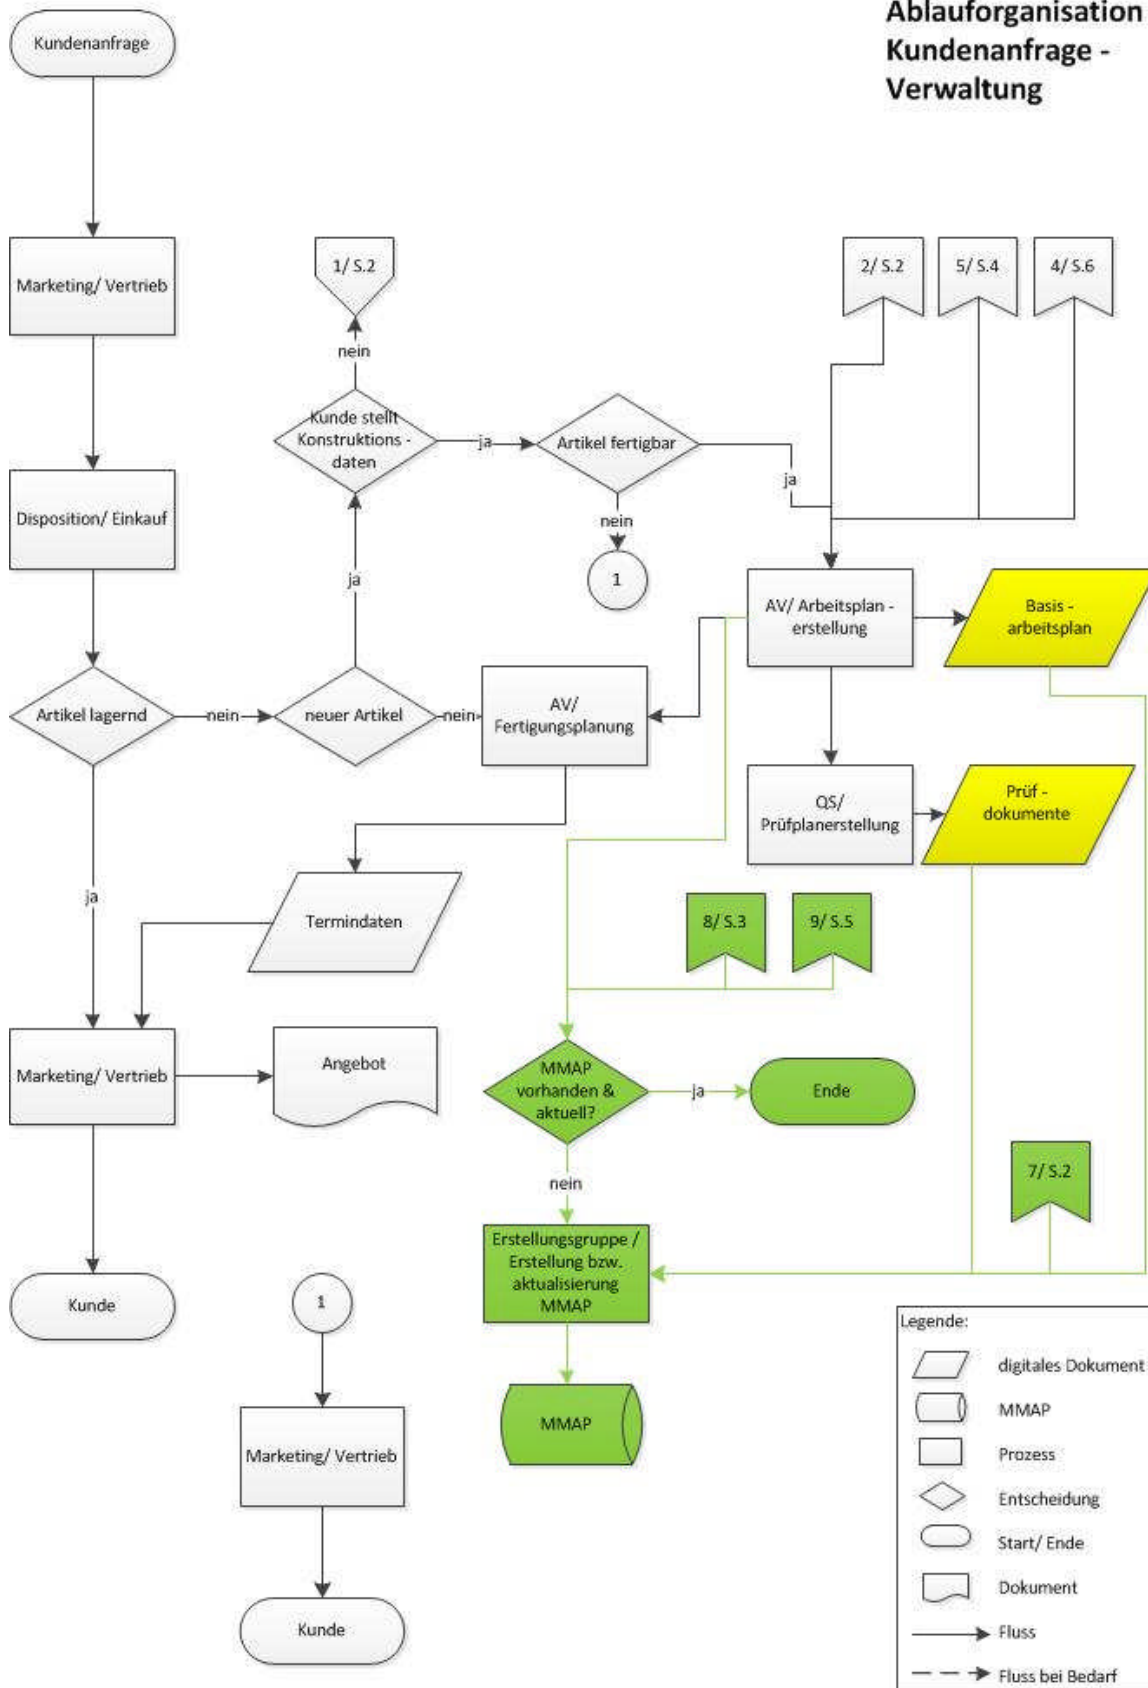 Ablauforganisation
Kundenanfrage -
Verwaltung
Kundenanfrage
Marketing/ Vertrieb
1/ S.2
2/ S.2
5/ S.4
4/ S.6
nein
Kunde stellt
Konstruktions -
daten
ja
Artikel fertigbar
ja
Disposition/ Einkauf
nein
1
ja
AV/ Arbeitsplan -
erstellung
Basis -
arbeitsplan
Artikel lagernd
nein
neuer Artikel
nein
AV/
Fertigungsplanung
QS/
Prüfplanerstellung
Prüf -
dokumente
ja
Termindaten
8/ S.3
9/ S.5
Marketing/ Vertrieb
Angebot
MMAP
vorhanden &
aktuell?
ja
Ende
nein
7/ S.2
Erstellungsgruppe /
Erstellung bzw.
aktualisierung
MMAP
Kunde
1
MMAP
Marketing/ Vertrieb
Kunde
Legende:
digitales Dokument
MMAP
Prozess
Entscheidung
Start/ Ende
Dokument
Fluss
Fluss bei Bedarf